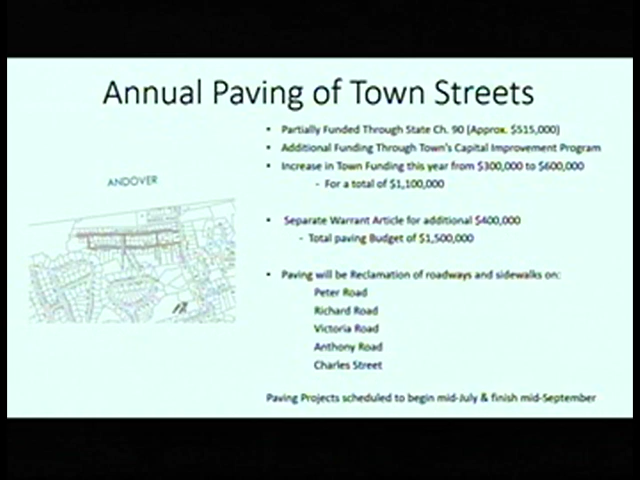 Annual Paving of Town Streets
• Partially Funded Through State Ch. 90 (Approx. $515,000)
• Additional Funding Through Town's Capital Improvement Program
• Increase in Town Funding this year from $300,000 to $600,000
- For a total of $1,100,000
ANDOVER
• Separate Warrant Article for additional $400,000
- Total paving Budget of $1,500,000
• Paving will be Reclamation of roadways and sidewalks on:
Peter Road
Richard Road
Victoria Road
Anthony Road
Charles Street
Paving Projects scheduled to begin mid-July & finish mid-September